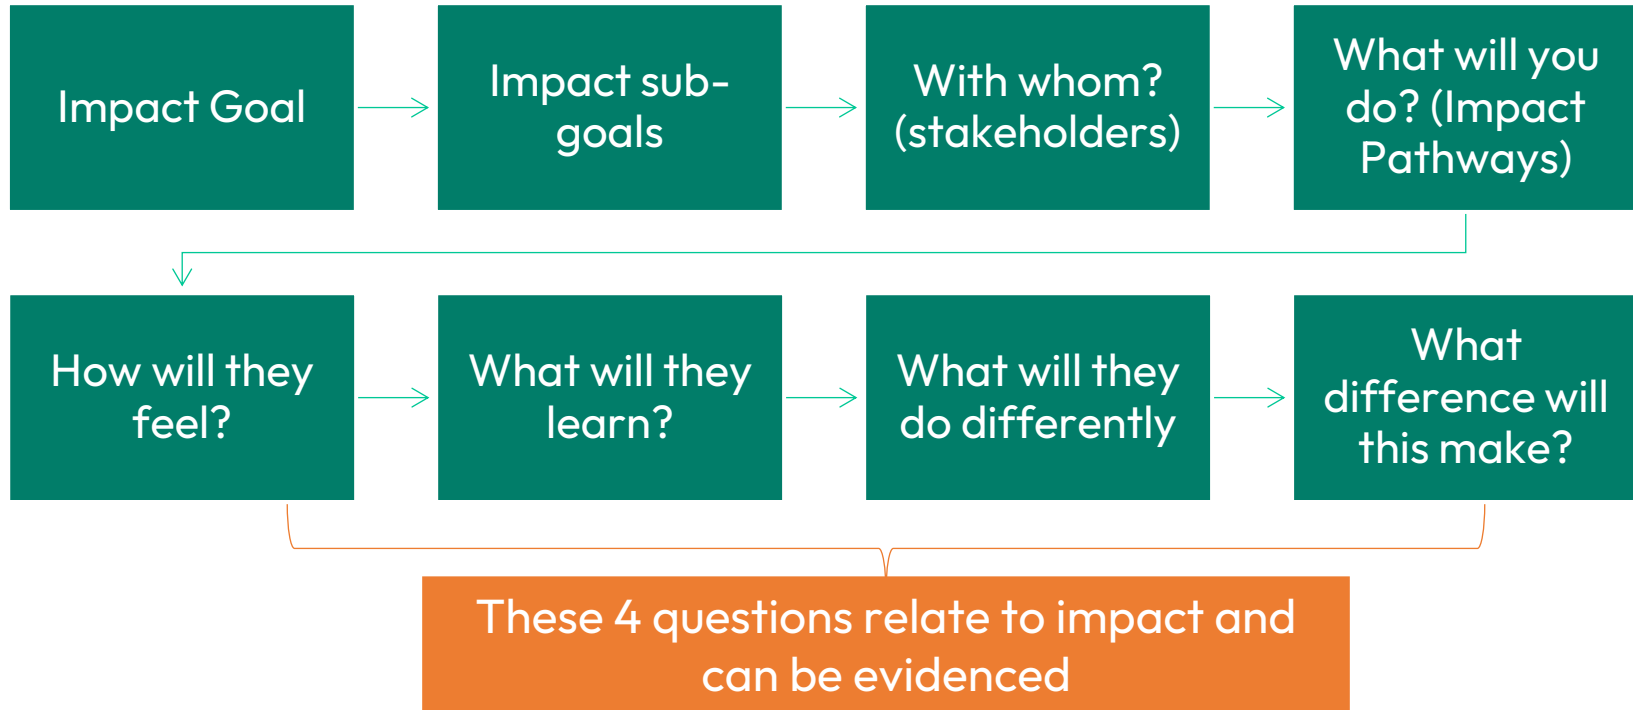 Impact Goal
Impact sub-
goals
With whom?
(stakeholders)
What will you
do? (Impact
Pathways)
How will they
feel?
What will they
learn?
What will they
do differently
What
difference will
this make?
These 4 questions relate to impact and
can be evidenced